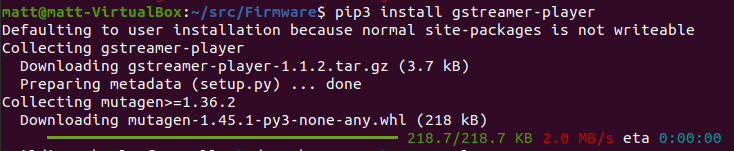 matt@matt-VirtualBox:~/src/Firmware$ pip3 install gstreamer-player
Defaulting to user installation because normal site-packages is not writeable
Collecting gstreamer-player
  Downloading gstreamer-player-1.1.2.tar.gz (3.7 kB)
  Preparing metadata (setup.py) ... done
Collecting mutagen>=1.36.2
  Downloading mutagen-1.45.1-py3-none-any.whl (218 kB)
218.7/218.7 KB 2.0 MB/s eta 0:00:00